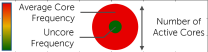 Average Core
Frequency
Uncore
Frequency
Number of
Active Cores